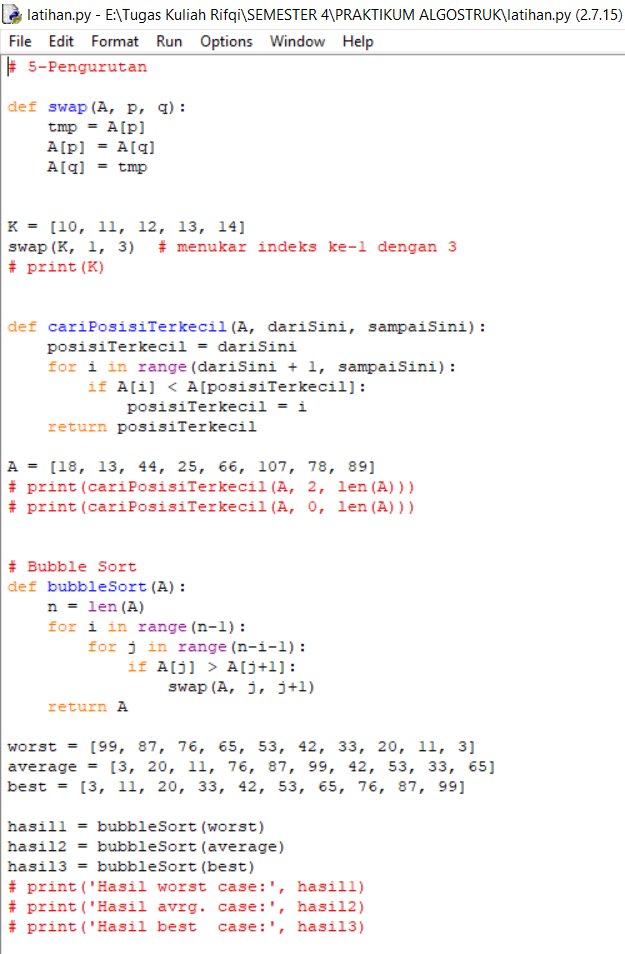 latihan.py - E:\Tugas Kuliah Rifqi\SEMESTER 4\PRAKTIKUM ALGOSTRUK\latihan.py (2.7.15)
File Edit Format Run Options Window Help
# 5-Pengurutan

def swap(A, p, q):
    tmp = A[p]
    A[p] = A[q]
    A[q] = tmp


K = [10, 11, 12, 13, 14]
swap(K, 1, 3)  # menukar indeks ke-1 dengan 3
# print(K)


def cariPosisiTerkecil(A, dariSini, sampaiSini):
    posisiTerkecil = dariSini
    for i in range(dariSini + 1, sampaiSini):
        if A[i] < A[posisiTerkecil]:
            posisiTerkecil = i
    return posisiTerkecil

A = [18, 13, 44, 25, 66, 107, 78, 89]
# print(cariPosisiTerkecil(A, 2, len(A)))
# print(cariPosisiTerkecil(A, 0, len(A)))


# Bubble Sort
def bubbleSort(A):
    n = len(A)
    for i in range(n-1):
        for j in range(n-i-1):
            if A[j] > A[j+1]:
                swap(A, j, j+1)
    return A

worst = [99, 87, 76, 65, 53, 42, 33, 20, 11, 3]
average = [3, 20, 11, 76, 87, 99, 42, 53, 33, 65]
best = [3, 11, 20, 33, 42, 53, 65, 76, 87, 99]

hasil1 = bubbleSort(worst)
hasil2 = bubbleSort(average)
hasil3 = bubbleSort(best)
# print('Hasil worst case:', hasil1)
# print('Hasil avrg. case:', hasil2)
# print('Hasil best  case:', hasil3)